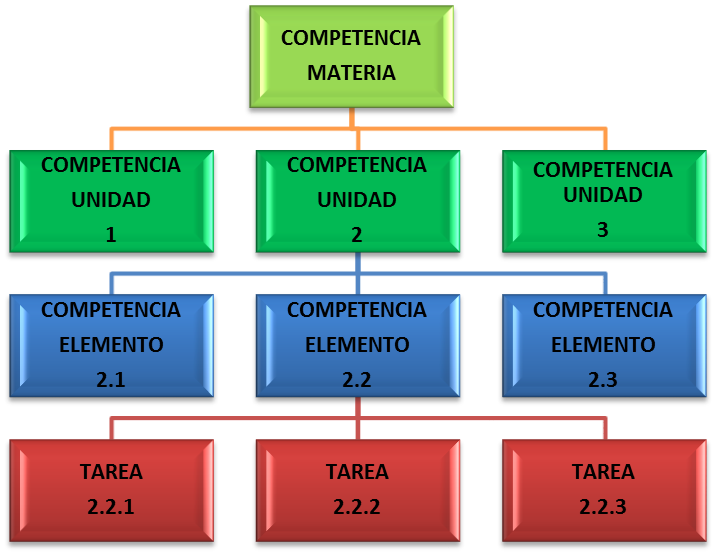 COMPETENCIA
MATERIA
COMPETENCIA
UNIDAD
1
COMPETENCIA
UNIDAD
2
COMPETENCIA
UNIDAD
3
COMPETENCIA
ELEMENTO
2.1
COMPETENCIA
ELEMENTO
2.2
COMPETENCIA
ELEMENTO
2.3
TAREA
2.2.1
TAREA
2.2.2
TAREA
2.2.3